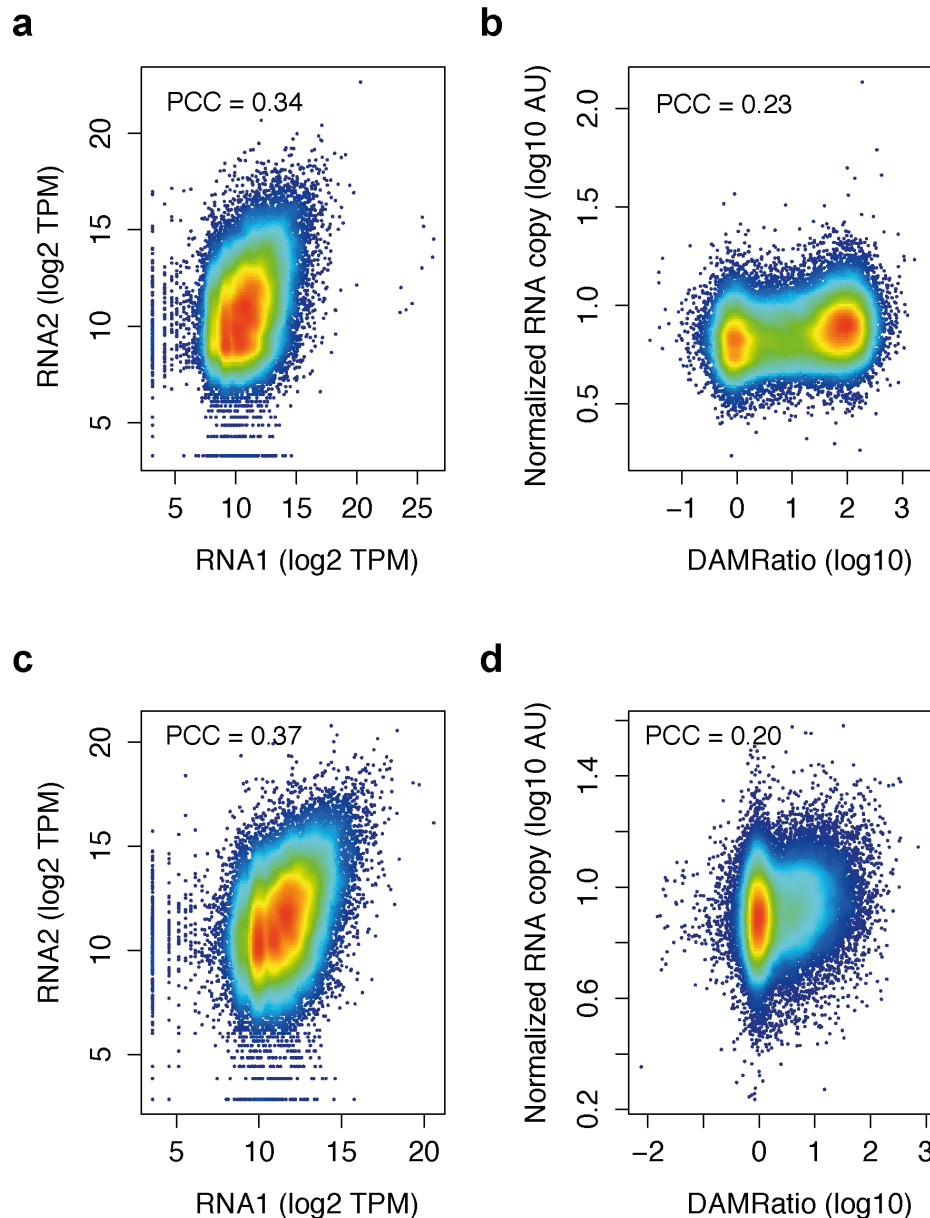 a
PCC = 0.34
RNA2 (log2 TPM)
20
15
10
5
5 10 15 20 25
RNA1 (log2 TPM)
b
PCC = 0.23
Normalized RNA copy (log10 AU)
2.0
1.5
1.0
0.5
−1 0 1 2 3
DAMRatio (log10)
c
PCC = 0.37
RNA2 (log2 TPM)
20
15
10
5
5 10 15 20
RNA1 (log2 TPM)
d
PCC = 0.20
Normalized RNA copy (log10 AU)
1.4
1.0
0.6
0.2
−2 −1 0 1 2 3
DAMRatio (log10)